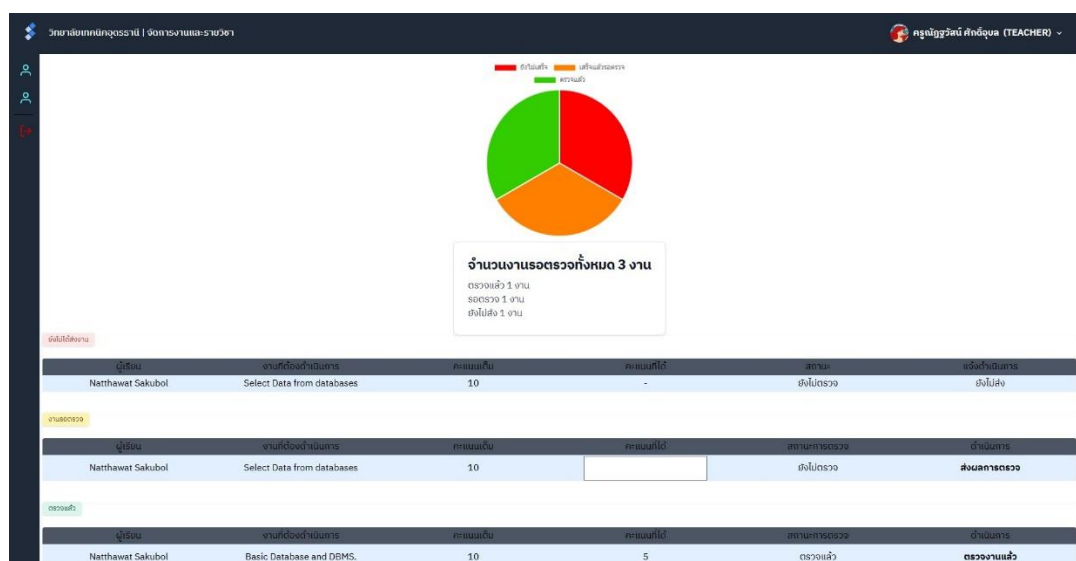 วิทยาลัยเทคนิคอุดรธานี | จัดการงานและรายวิชา
ครูณัฏฐวัสน์ ศักดิ์อุบล (TEACHER)
ยังไม่เสร็จ เสร็จแล้วรอตรวจ
ตรวจแล้ว
จำนวนงานรอตรวจทั้งหมด 3 งาน
ตรวจแล้ว 1 งาน
รอตรวจ 1 งาน
ยังไม่ส่ง 1 งาน
ยังไม่ได้ส่งงาน
ผู้เรียน งานที่ต้องดำเนินการ คะแนนเต็ม คะแนนที่ได้ สถานะ แจ้งดำเนินการ
Natthawat Sakubol Select Data from databases 10 - ยังไม่ตรวจ ยังไม่ส่ง
งานรอตรวจ
ผู้เรียน งานที่ต้องดำเนินการ คะแนนเต็ม คะแนนที่ได้ สถานะการตรวจ ดำเนินการ
Natthawat Sakubol Select Data from databases 10 ยังไม่ตรวจ ส่งผลการตรวจ
ตรวจแล้ว
ผู้เรียน งานที่ต้องดำเนินการ คะแนนเต็ม คะแนนที่ได้ สถานะการตรวจ ดำเนินการ
Natthawat Sakubol Basic Database and DBMS. 10 5 ตรวจแล้ว ตรวจงานแล้ว